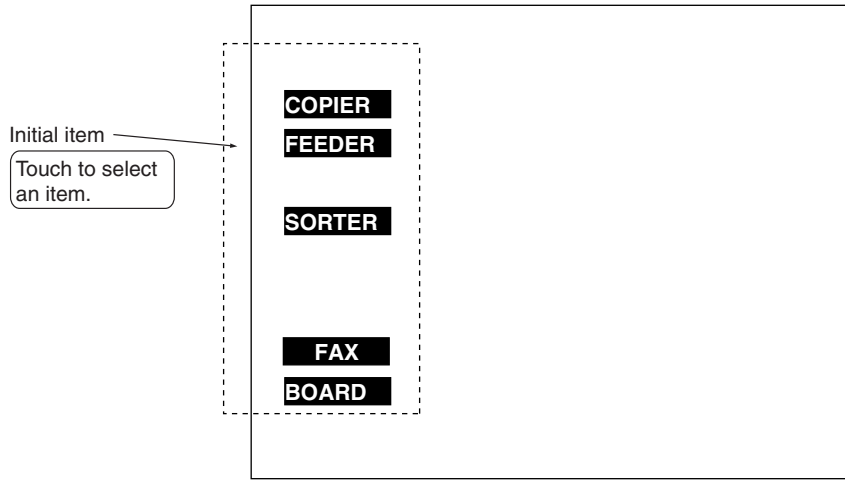 Initial item
Touch to select
an item.
COPIER
FEEDER
SORTER
FAX
BOARD